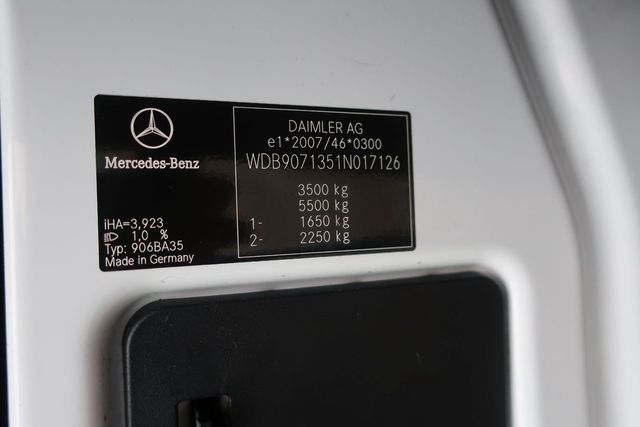 Mercedes-Benz
iHA=3,923
1,0 %
Typ: 906BA35
Made in Germany
DAIMLER AG
e1*2007/46*0300
WDB9071351N017126
3500 kg
5500 kg
1- 1650 kg
2- 2250 kg